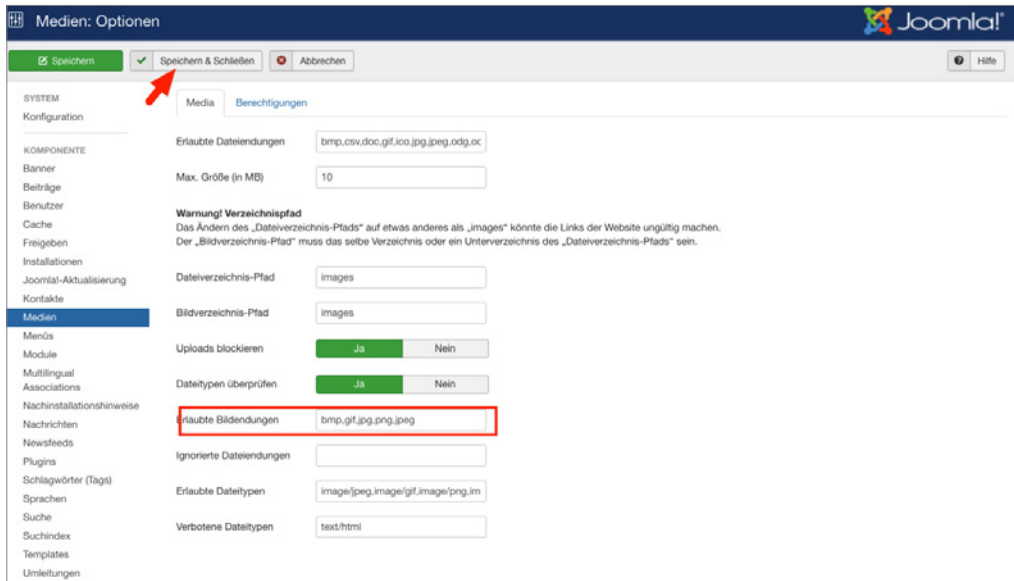 Medien: Optionen
Joomla!
Speichern
Speichern & Schließen
Abbrechen
Hilfe
SYSTEM
Konfiguration
KOMPONENTE
Banner
Beiträge
Benutzer
Cache
Freigeben
Installationen
Joomla!-Aktualisierung
Kontakte
Medien
Menüs
Module
Multilingual
Associations
Nachinstallationshinweise
Nachrichten
Newsfeeds
Plugins
Schlagwörter (Tags)
Sprachen
Suche
Suchindex
Templates
Umleitungen
Media
Berechtigungen
Erlaubte Dateiendungen
bmp,csv,doc,gif,ico,jpg,jpeg,odg,oc
Max. Größe (in MB)
10
Warnung! Verzeichnispfad
Das Ändern des „Dateiverzeichnis-Pfads“ auf etwas anderes als „images“ könnte die Links der Website ungültig machen.
Der „Bildverzeichnis-Pfad“ muss das selbe Verzeichnis oder ein Unterverzeichnis des „Dateiverzeichnis-Pfads“ sein.
Dateiverzeichnis-Pfad
images
Bildverzeichnis-Pfad
images
Uploads blockieren
Ja
Nein
Dateitypen überprüfen
Ja
Nein
Erlaubte Bildendungen
bmp,gif,jpg,png,jpeg
Ignorierte Dateiendungen
Erlaubte Dateitypen
image/jpeg,image/gif,image/png,im
Verbotene Dateitypen
text/html